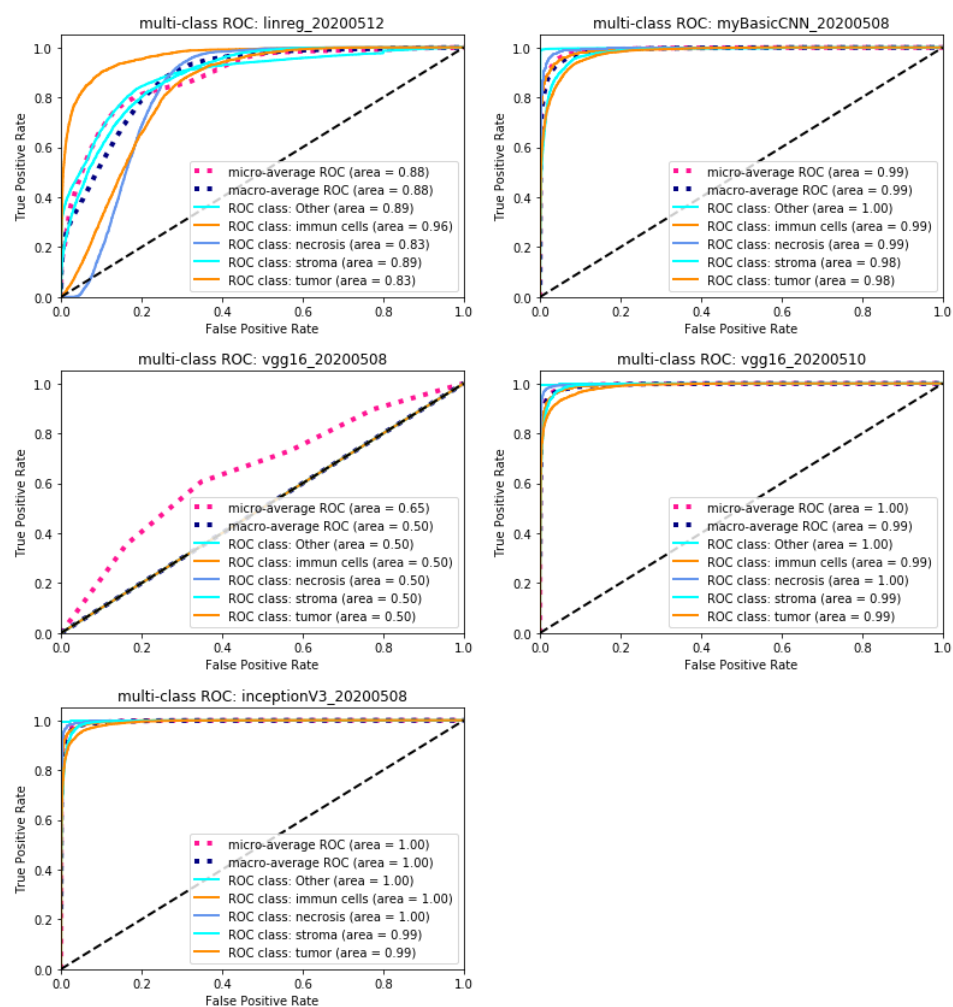 multi-class ROC: linreg_20200512
True Positive Rate
1.0
0.8
0.6
0.4
0.2
0.0
micro-average ROC (area = 0.88)
macro-average ROC (area = 0.88)
ROC class: Other (area = 0.89)
ROC class: immun cells (area = 0.96)
ROC class: necrosis (area = 0.83)
ROC class: stroma (area = 0.89)
ROC class: tumor (area = 0.83)
0.0 0.2 0.4 0.6 0.8 1.0
False Positive Rate
multi-class ROC: myBasicCNN_20200508
True Positive Rate
1.0
0.8
0.6
0.4
0.2
0.0
micro-average ROC (area = 0.99)
macro-average ROC (area = 0.99)
ROC class: Other (area = 1.00)
ROC class: immun cells (area = 0.99)
ROC class: necrosis (area = 0.99)
ROC class: stroma (area = 0.98)
ROC class: tumor (area = 0.98)
0.0 0.2 0.4 0.6 0.8 1.0
False Positive Rate
multi-class ROC: vgg16_20200508
True Positive Rate
1.0
0.8
0.6
0.4
0.2
0.0
micro-average ROC (area = 0.65)
macro-average ROC (area = 0.50)
ROC class: Other (area = 0.50)
ROC class: immun cells (area = 0.50)
ROC class: necrosis (area = 0.50)
ROC class: stroma (area = 0.50)
ROC class: tumor (area = 0.50)
0.0 0.2 0.4 0.6 0.8 1.0
False Positive Rate
multi-class ROC: vgg16_20200510
True Positive Rate
1.0
0.8
0.6
0.4
0.2
0.0
micro-average ROC (area = 1.00)
macro-average ROC (area = 0.99)
ROC class: Other (area = 1.00)
ROC class: immun cells (area = 0.99)
ROC class: necrosis (area = 1.00)
ROC class: stroma (area = 0.99)
ROC class: tumor (area = 0.99)
0.0 0.2 0.4 0.6 0.8 1.0
False Positive Rate
multi-class ROC: inceptionV3_20200508
True Positive Rate
1.0
0.8
0.6
0.4
0.2
0.0
micro-average ROC (area = 1.00)
macro-average ROC (area = 1.00)
ROC class: Other (area = 1.00)
ROC class: immun cells (area = 1.00)
ROC class: necrosis (area = 1.00)
ROC class: stroma (area = 0.99)
ROC class: tumor (area = 0.99)
0.0 0.2 0.4 0.6 0.8 1.0
False Positive Rate